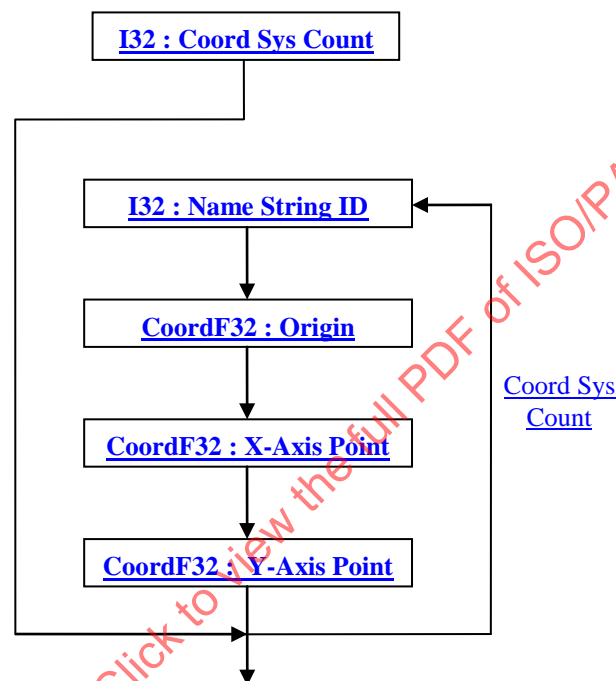 I32 : Coord Sys Count
I32 : Name String ID
CoordF32 : Origin
CoordF32 : X-Axis Point
CoordF32 : Y-Axis Point
Coord Sys
Count
Click to view the full PDF of ISO/PA